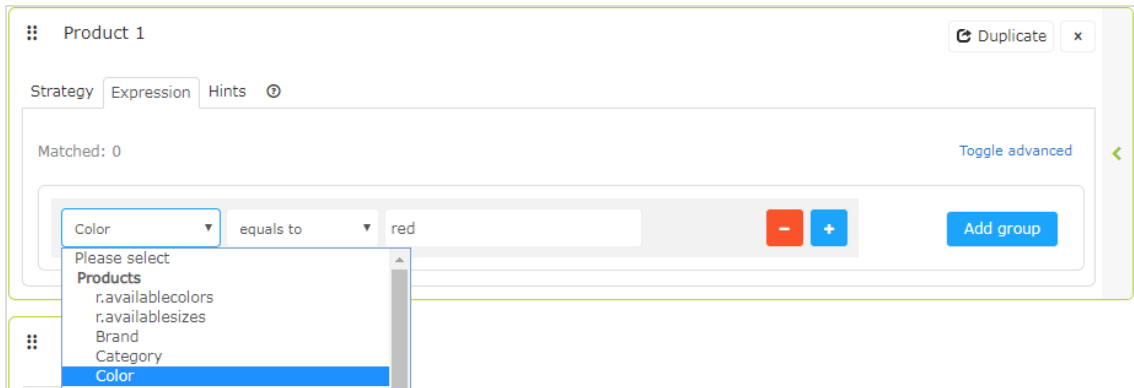 Product 1
Duplicate x
Strategy Expression Hints ?
Matched: 0
Toggle advanced
Color equals to red - + Add group
Please select
Products
r.availablecolors
r.availablesizes
Brand
Category
Color